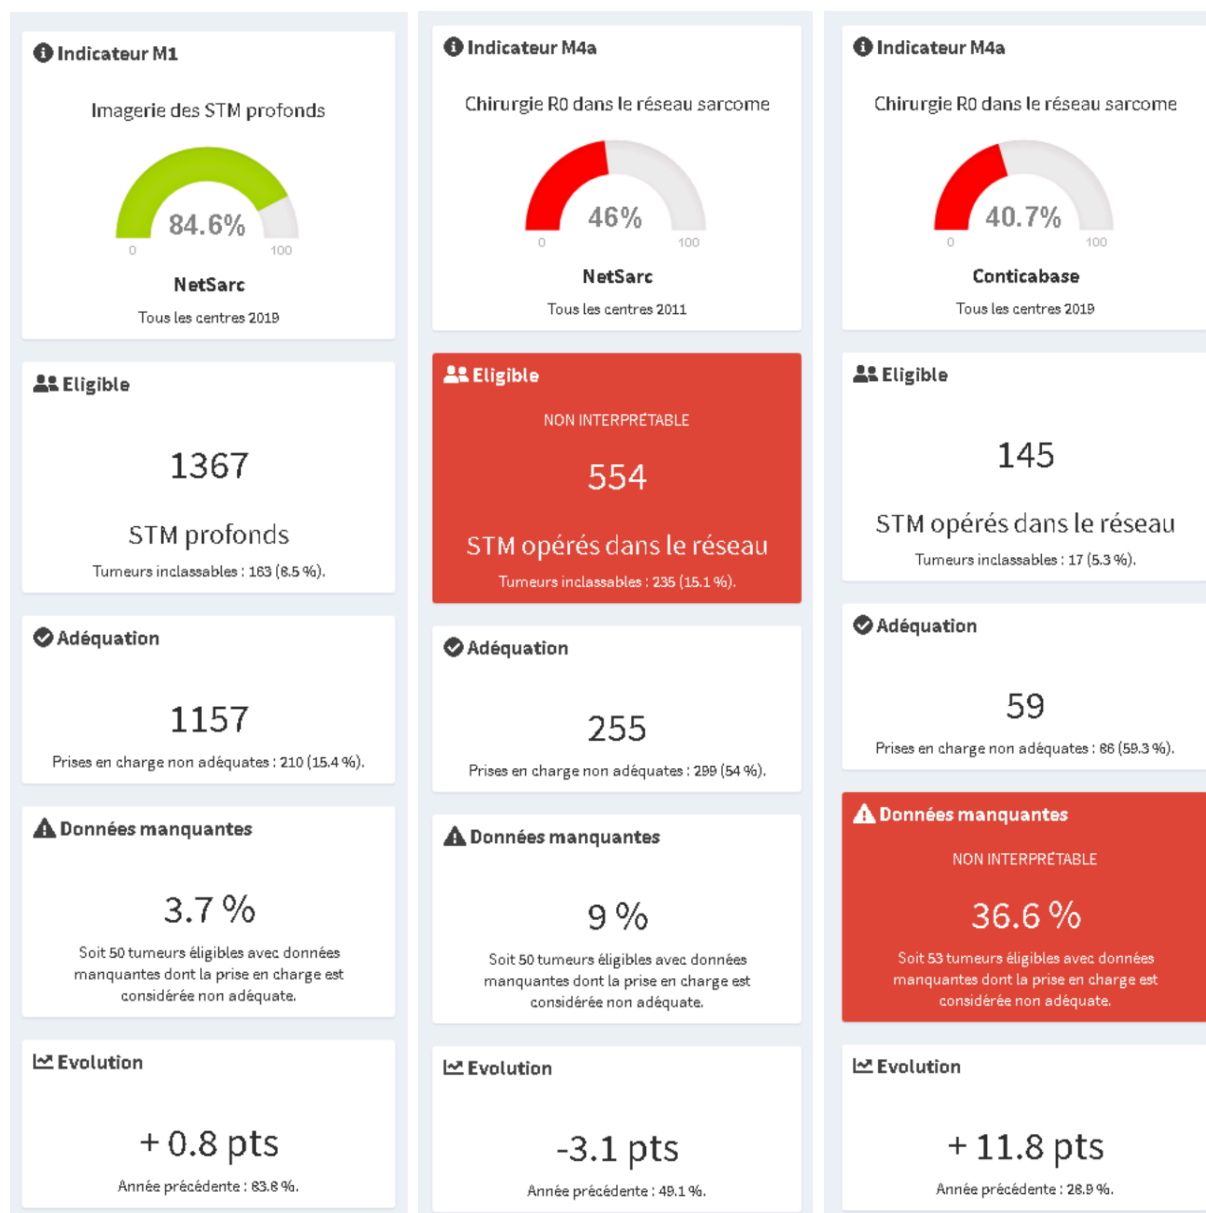 Indicateur M1
Imagerie des STM profonds
84.6%
0
100
NetSarc
Tous les centres 2019
Eligible
1367
STM profonds
Tumeurs inclassables : 163 (6.5 %).
Adéquation
1157
Prises en charge non adéquates : 210 (15.4 %).
Données manquantes
3.7 %
Soit 50 tumeurs éligibles avec données
manquantes dont la prise en charge est
considérée non adéquate.
Evolution
+ 0.8 pts
Année précédente : 83.8 %.
Indicateur M4a
Chirurgie R0 dans le réseau sarcome
46%
0
100
NetSarc
Tous les centres 2011
Eligible
NON INTERPRÉTABLE
554
STM opérés dans le réseau
Tumeurs inclassables : 235 (15.1 %).
Adéquation
255
Prises en charge non adéquates : 299 (54 %).
Données manquantes
9 %
Soit 50 tumeurs éligibles avec données
manquantes dont la prise en charge est
considérée non adéquate.
Evolution
-3.1 pts
Année précédente : 49.1 %.
Indicateur M4a
Chirurgie R0 dans le réseau sarcome
40.7%
0
100
Conticabase
Tous les centres 2019
Eligible
145
STM opérés dans le réseau
Tumeurs inclassables : 17 (5.3 %).
Adéquation
59
Prises en charge non adéquates : 86 (59.3 %).
Données manquantes
NON INTERPRÉTABLE
36.6 %
Soit 53 tumeurs éligibles avec données
manquantes dont la prise en charge est
considérée non adéquate.
Evolution
+ 11.8 pts
Année précédente : 28.9 %.